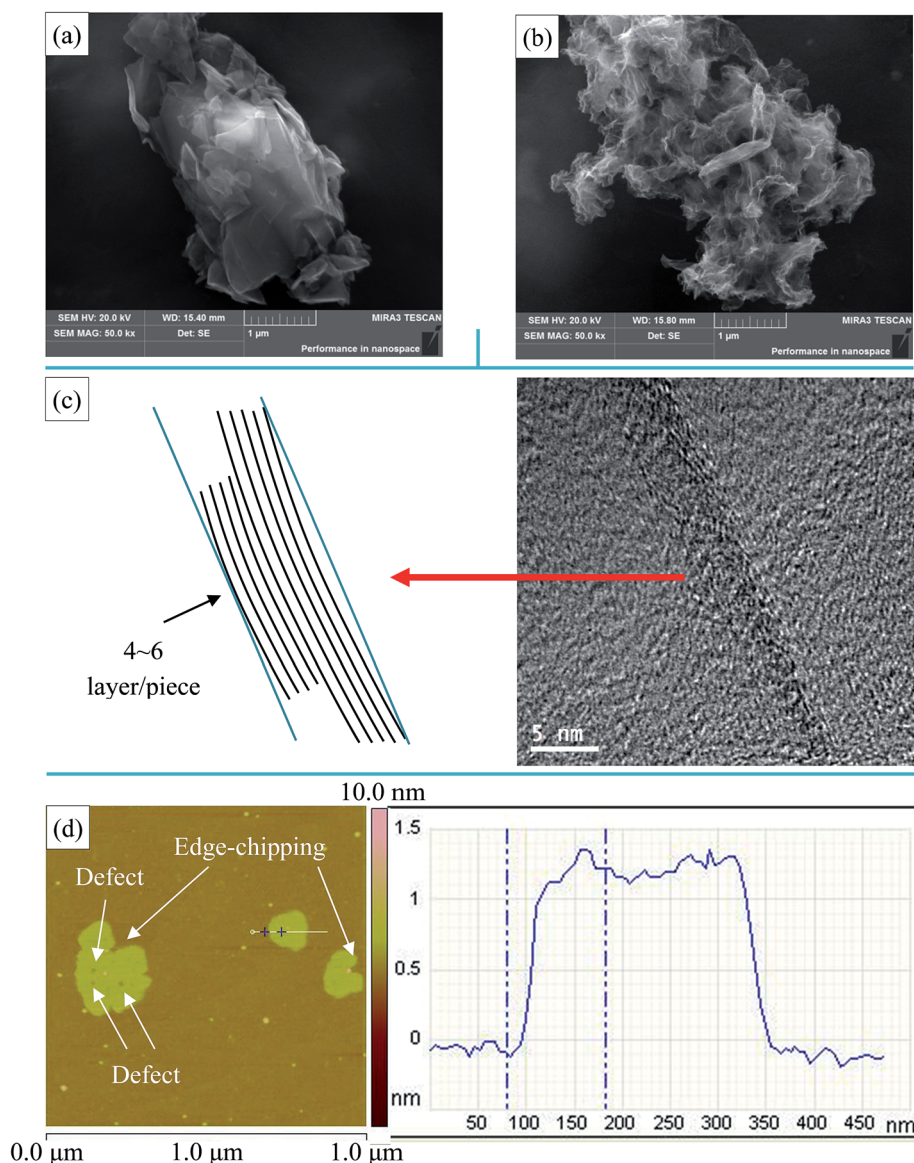 (a)
SEM HV: 20.0 kV
WD: 15.40 mm
MIRA3 TESCAN
SEM MAG: 50.0 kx
Det: SE
1 µm
Performance in nanospace
(b)
SEM HV: 20.0 kV
WD: 15.80 mm
MIRA3 TESCAN
SEM MAG: 50.0 kx
Det: SE
1 µm
Performance in nanospace
(c)
4~6
layer/piece
5 nm
(d)
10.0 nm
Edge-chipping
Defect
Defect
0.0 µm
1.0 µm
1.0 µm
1.5
1
0.5
0
nm
50 100 150 200 250 300 350 400 450 nm